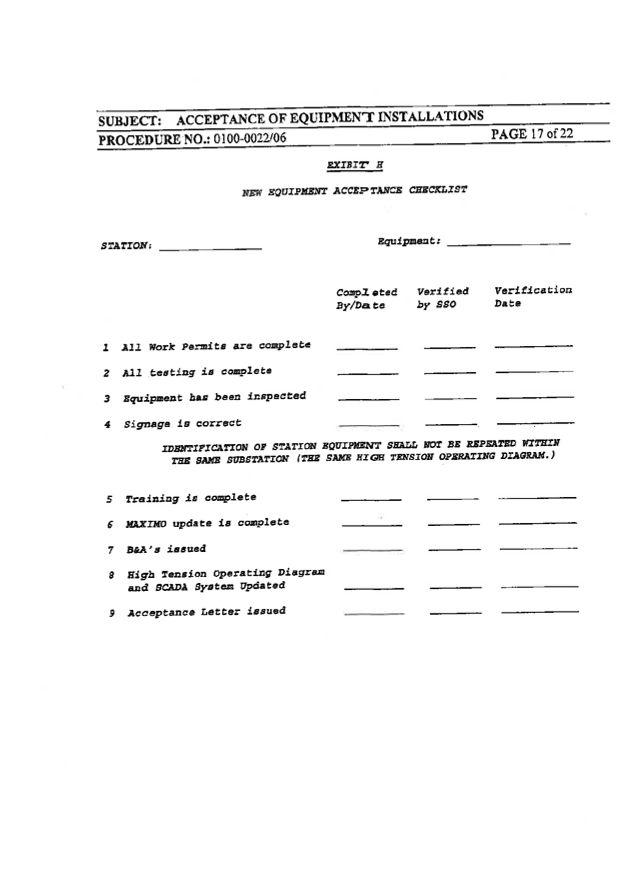 SUBJECT: ACCEPTANCE OF EQUIPMENT INSTALLATIONS
PROCEDURE NO.: 0100-0022/06 PAGE 17 of 22
EXIBIT H
NEW EQUIPMENT ACCEPTANCE CHECKLIST
STATION: Equipment:
Completed Verified Verification
By/Date by SSO Date
1 All Work Permits are complete
2 All testing is complete
3 Equipment has been inspected
4 Signage is correct
IDENTIFICATION OF STATION EQUIPMENT SHALL NOT BE REPEATED WITHIN
THE SAME SUBSTATION (THE SAME HIGH TENSION OPERATING DIAGRAM.)
5 Training is complete
6 MAXIMO update is complete
7 B&A's issued
8 High Tension Operating Diagram
and SCADA System Updated
9 Acceptance Letter issued